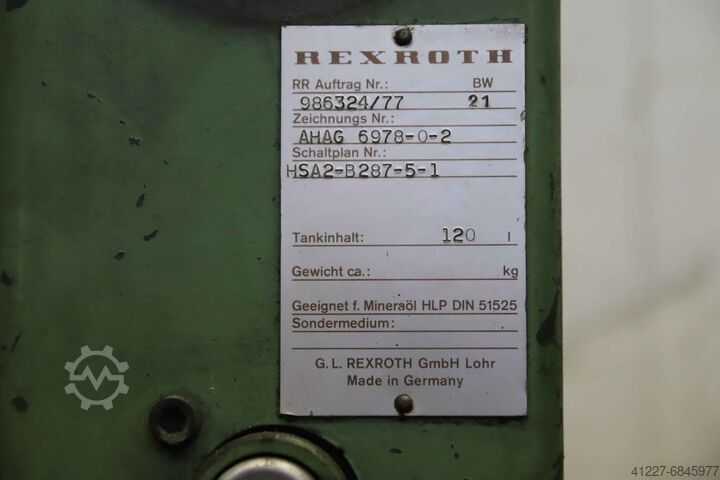 REXROTH
RR Auftrag Nr.: BW
986324/77 21
Zeichnungs Nr.:
AHAG 6978-0-2
Schaltplan Nr.:
HSA2-B287-5-1
Tankinhalt: 120 l
Gewicht ca.: kg
Geeignet f. Mineraöl HLP DIN 51525
Sondermedium:
G. L. REXROTH GmbH Lohr
Made in Germany
41227-6845977